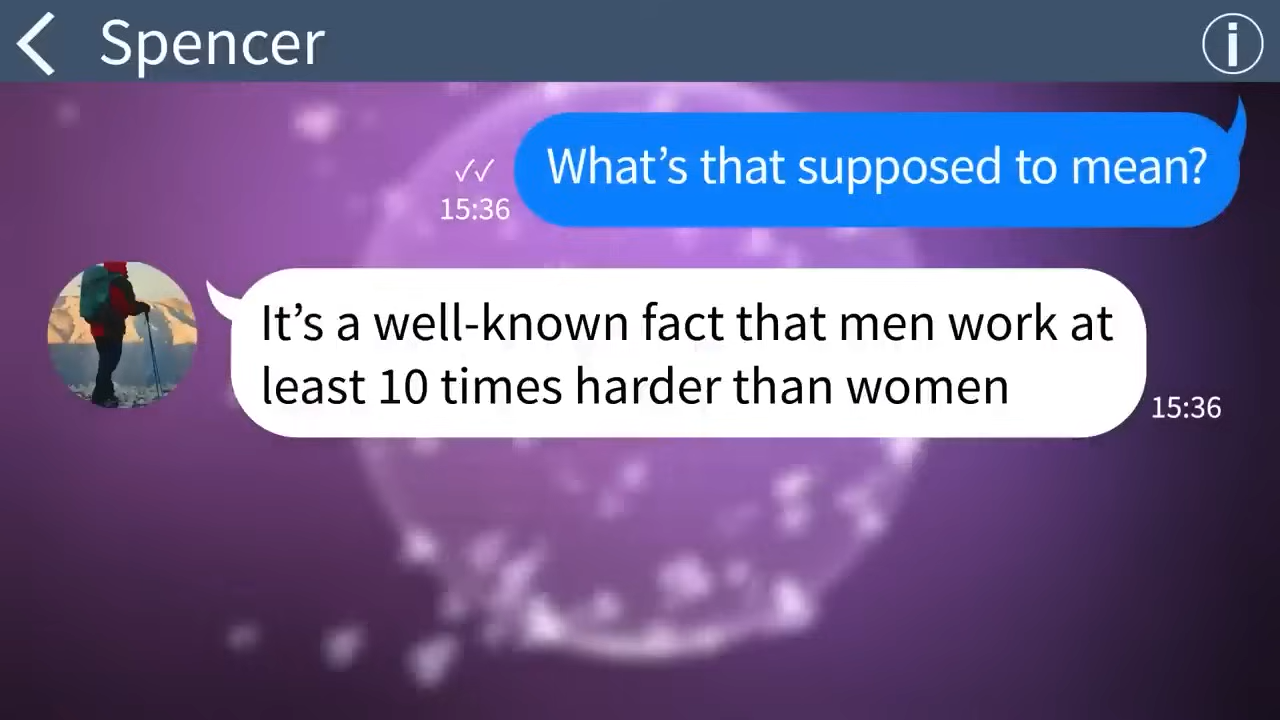 Spencer
What’s that supposed to mean?
✓✓
15:36
It’s a well-known fact that men work at
least 10 times harder than women
15:36